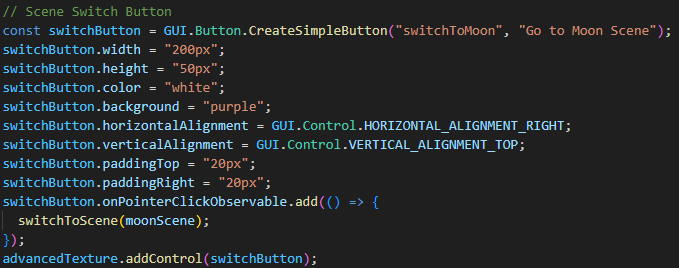 // Scene Switch Button
const switchButton = GUI.Button.CreateSimpleButton("switchToMoon", "Go to Moon Scene");
switchButton.width = "200px";
switchButton.height = "50px";
switchButton.color = "white";
switchButton.background = "purple";
switchButton.horizontalAlignment = GUI.Control.HORIZONTAL_ALIGNMENT_RIGHT;
switchButton.verticalAlignment = GUI.Control.VERTICAL_ALIGNMENT_TOP;
switchButton.paddingTop = "20px";
switchButton.paddingRight = "20px";
switchButton.onPointerClickObservable.add(() => {
  switchToScene(moonScene);
});
advancedTexture.addControl(switchButton);